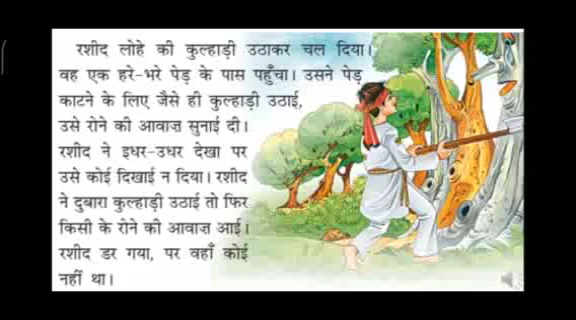 रशीद लोहे की कुल्हाड़ी उठाकर चल दिया।
वह एक हरे-भरे पेड़ के पास पहुँचा। उसने पेड़
काटने के लिए जैसे ही कुल्हाड़ी उठाई,
उसे रोने की आवाज़ सुनाई दी।
रशीद ने इधर-उधर देखा पर
उसे कोई दिखाई न दिया। रशीद
ने दुबारा कुल्हाड़ी उठाई तो फिर
किसी के रोने की आवाज़ आई।
रशीद डर गया, पर वहाँ कोई
नहीं था।